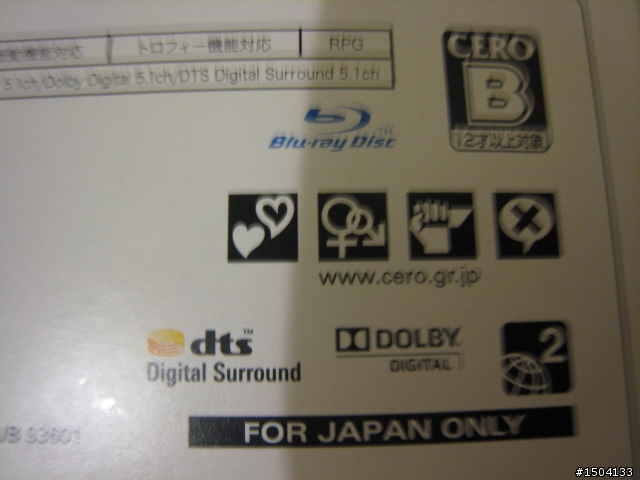 トロフィー機能対応 RPG
5.1ch/Dolby Digital 5.1ch/DTS Digital Surround 5.1ch
CERO
B
12才以上対象
Blu-ray Disc™
www.cero.gr.jp
dts™
Digital Surround
DOLBY
DIGITAL
2
FOR JAPAN ONLY
#1504133